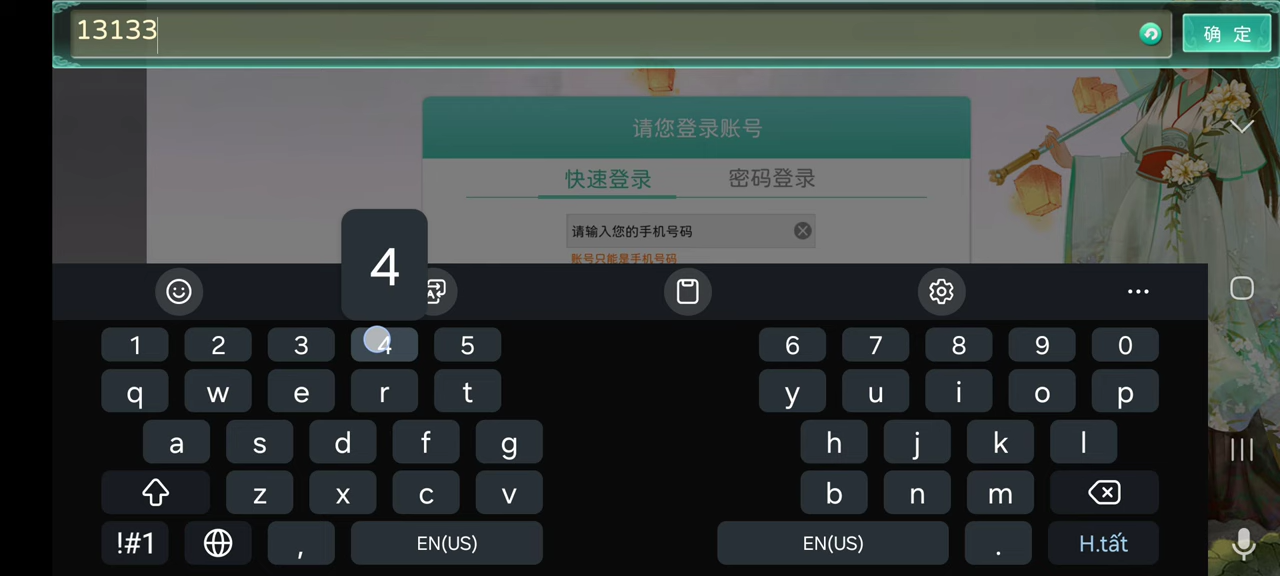 13133
确 定
请您登录账号
快速登录 密码登录
请输入您的手机号码
账号只能是手机号码
4
1 2 3 4 5 6 7 8 9 0
q w e r t y u i o p
a s d f g h j k l
z x c v b n m
!#1 , EN(US) EN(US) . H.tất